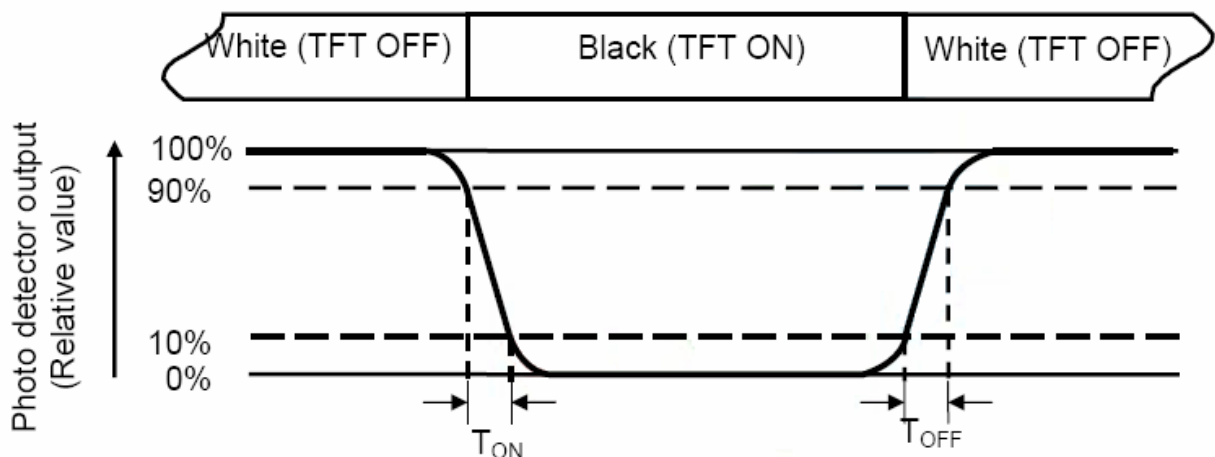 White (TFT OFF)
Black (TFT ON)
White (TFT OFF)
Photo detector output
(Relative value)
100%
90%
10%
0%
TON
TOFF